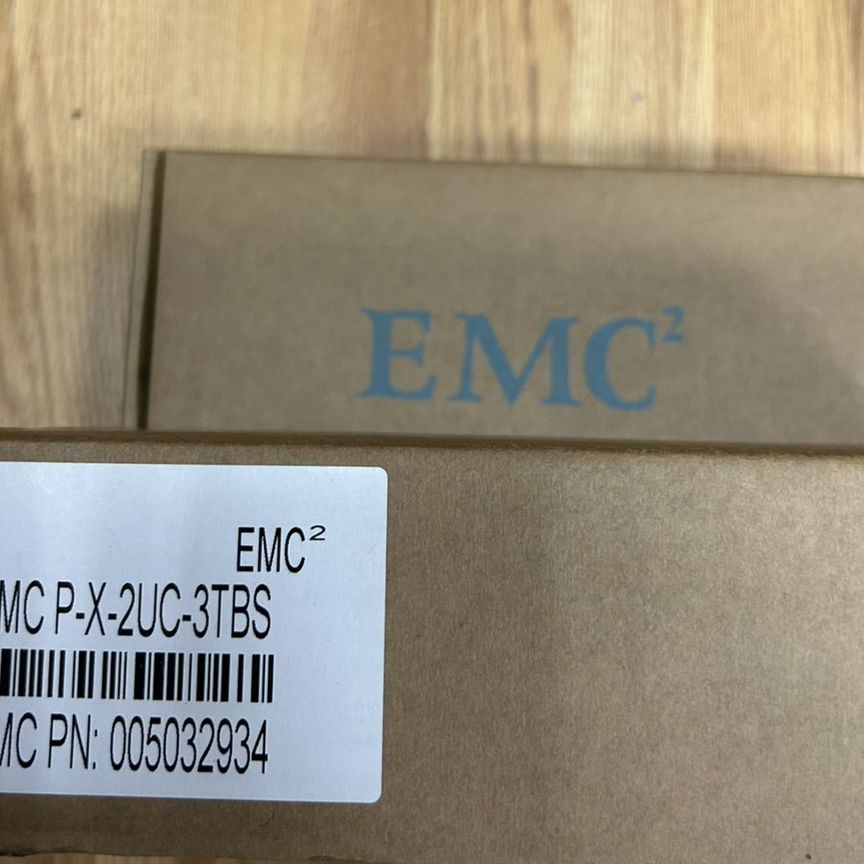 EMC²
EMC²
MC P-X-2UC-3TBS
MC PN: 005032934